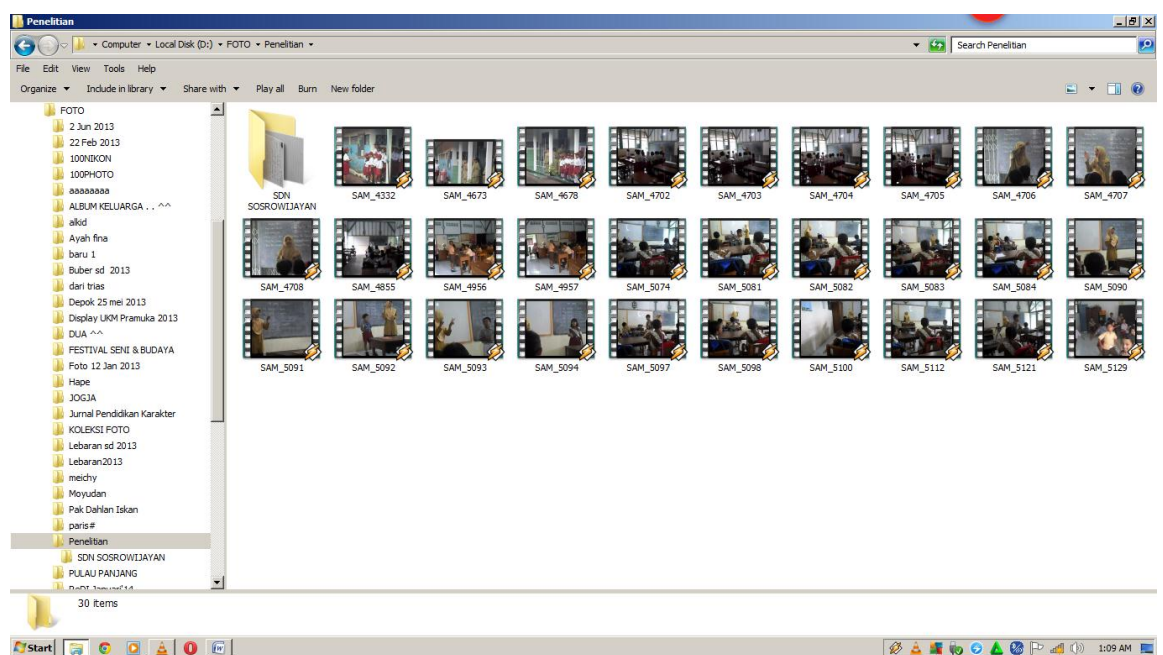 Penelitian
Computer Local Disk (D:) FOTO Penelitian
Search Penelitian
File Edit View Tools Help
Organize Include in library Share with Play all Burn New folder
FOTO
2 Jun 2013
22 Feb 2013
100NIKON
100PHOTO
aaaaaaaa
ALBUM KELUARGA . . ^^
alkid
Ayah fina
baru 1
Buber sd 2013
dari trias
Depok 25 mei 2013
Display UKM Pramuka 2013
DUA ^^
FESTIVAL SENI & BUDAYA
Foto 12 Jan 2013
Hape
JOGJA
Jurnal Pendidikan Karakter
KOLEKSI FOTO
Lebaran sd 2013
Lebaran2013
meichy
Moyudan
Pak Dahlan Iskan
paris#
Penelitian
SDN SOSROWIJAYAN
PULAU PANJANG
SDN
SOSROWIJAYAN
SAM_4332 SAM_4673 SAM_4678 SAM_4702 SAM_4703 SAM_4704 SAM_4705 SAM_4706 SAM_4707
SAM_4708 SAM_4855 SAM_4956 SAM_4957 SAM_5074 SAM_5081 SAM_5082 SAM_5083 SAM_5084 SAM_5090
SAM_5091 SAM_5092 SAM_5093 SAM_5094 SAM_5097 SAM_5098 SAM_5100 SAM_5112 SAM_5121 SAM_5129
30 items
Start
1:09 AM